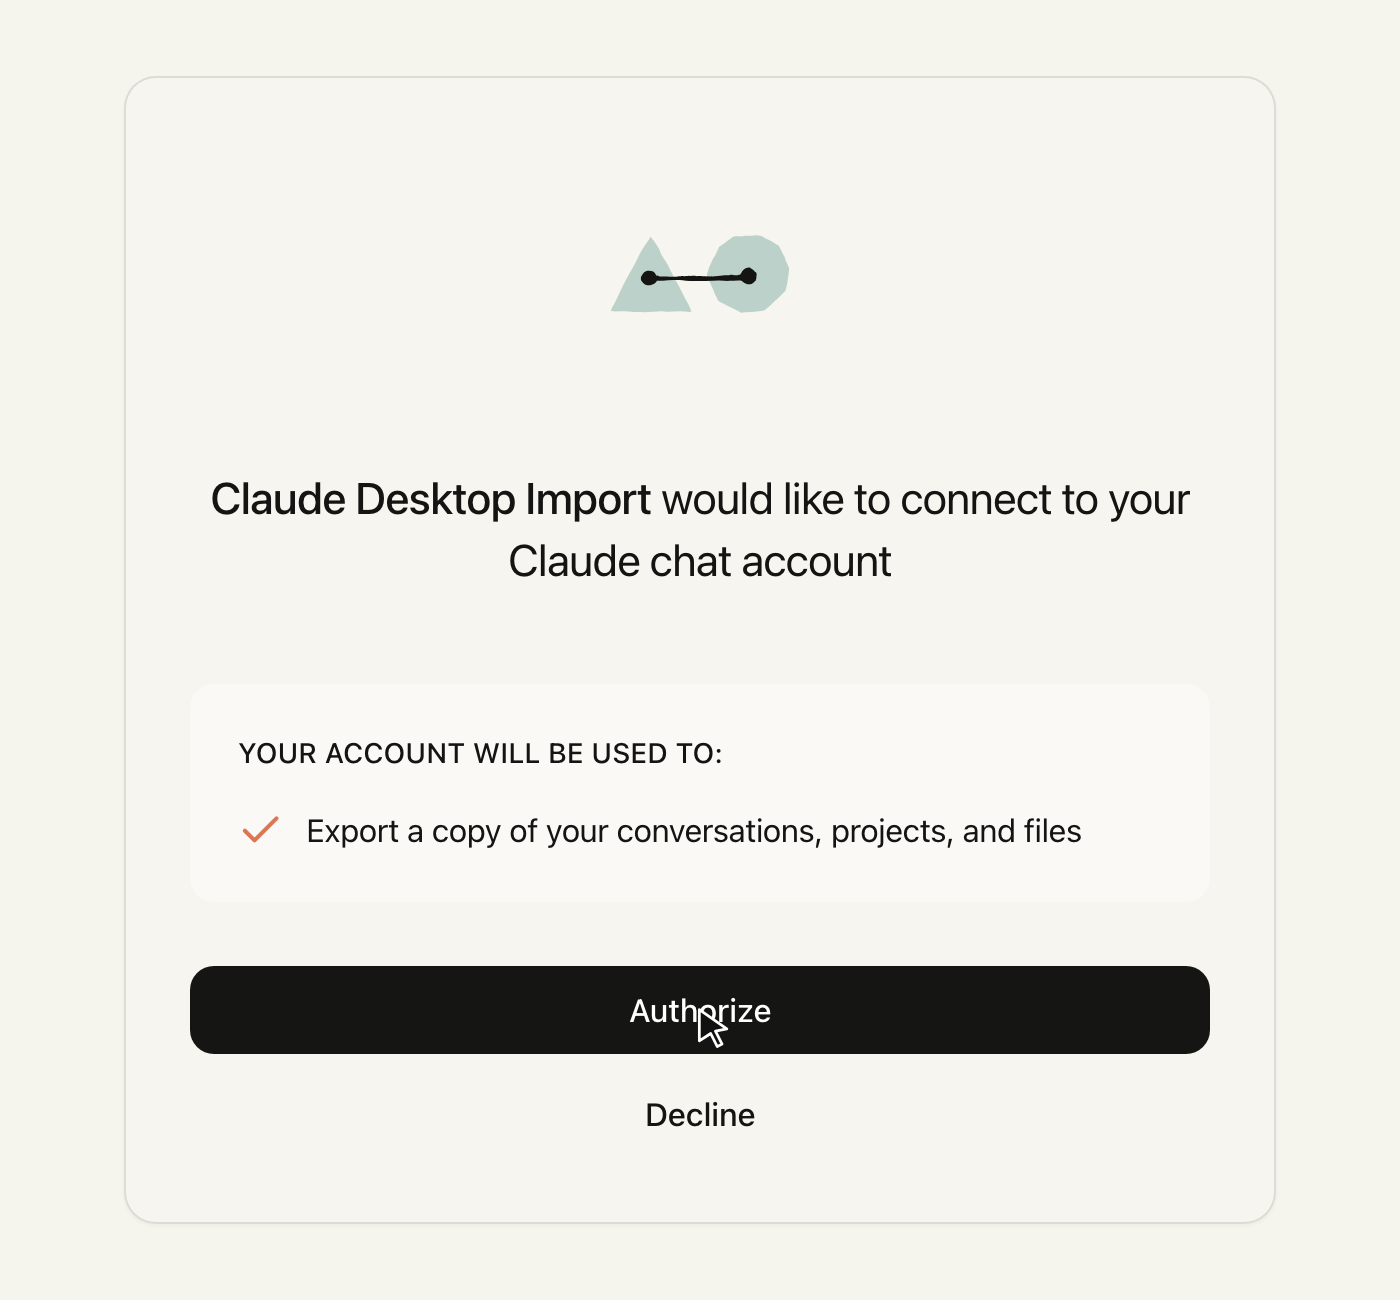 Claude Desktop Import would like to connect to your
Claude chat account
YOUR ACCOUNT WILL BE USED TO:
Export a copy of your conversations, projects, and files
Authorize
Decline